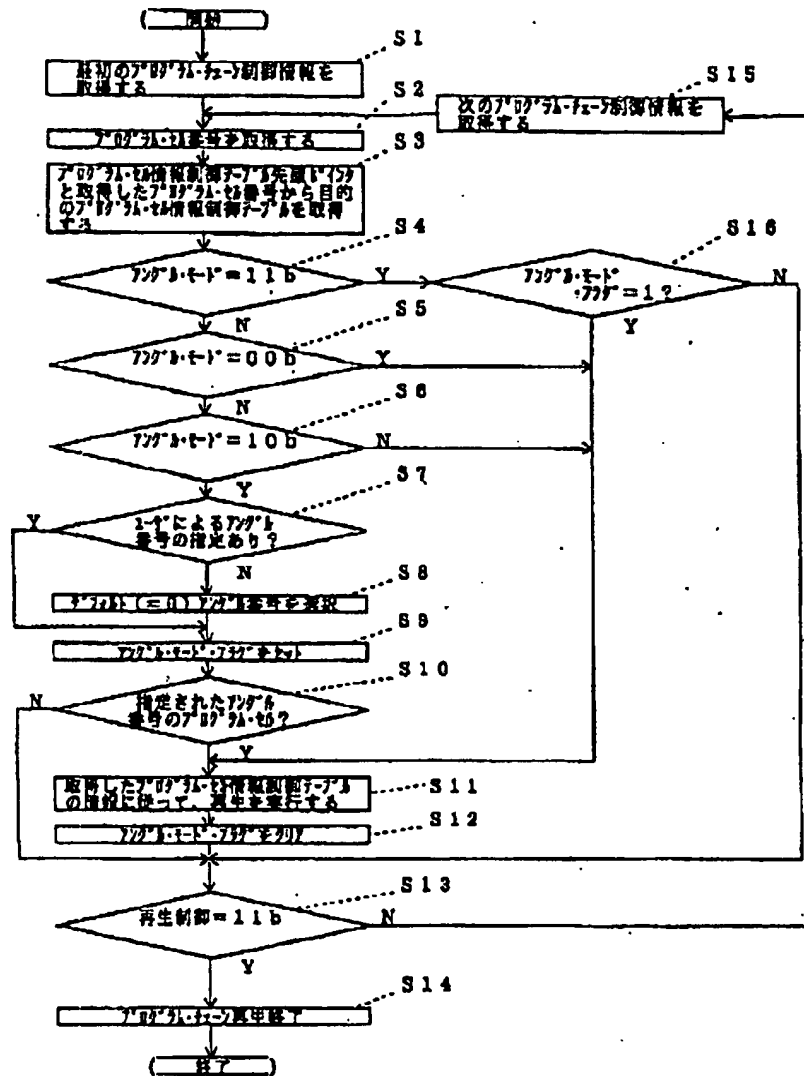 開始
S1
最初のプログラム・チェーン制御情報を
取得する
S15
次のプログラム・チェーン制御情報を
取得する
S2
プログラム・セル番号を取得する
S3
プログラム・セル情報制御テーブル先頭ポインタ
と取得したプログラム・セル番号から目的
のプログラム・セル情報制御テーブルを取得
する
S4
アングル・モード=11b
Y
N
S16
アングル・モード
・フラグ=1?
N
Y
S5
アングル・モード=00b
Y
N
S6
アングル・モード=10b
N
Y
S7
ユーザによるアングル
番号の指定あり?
Y
N
S8
デフォルト(=0)アングル番号を選択
S9
アングル・モード・フラグをセット
S10
指定されたアングル
番号のプログラム・セル?
N
Y
S11
取得したプログラム・セル情報制御テーブル
の情報に従って、再生を実行する
S12
アングル・モード・フラグをクリア
S13
再生制御=11b
N
Y
S14
プログラム・チェーン再生終了
終了